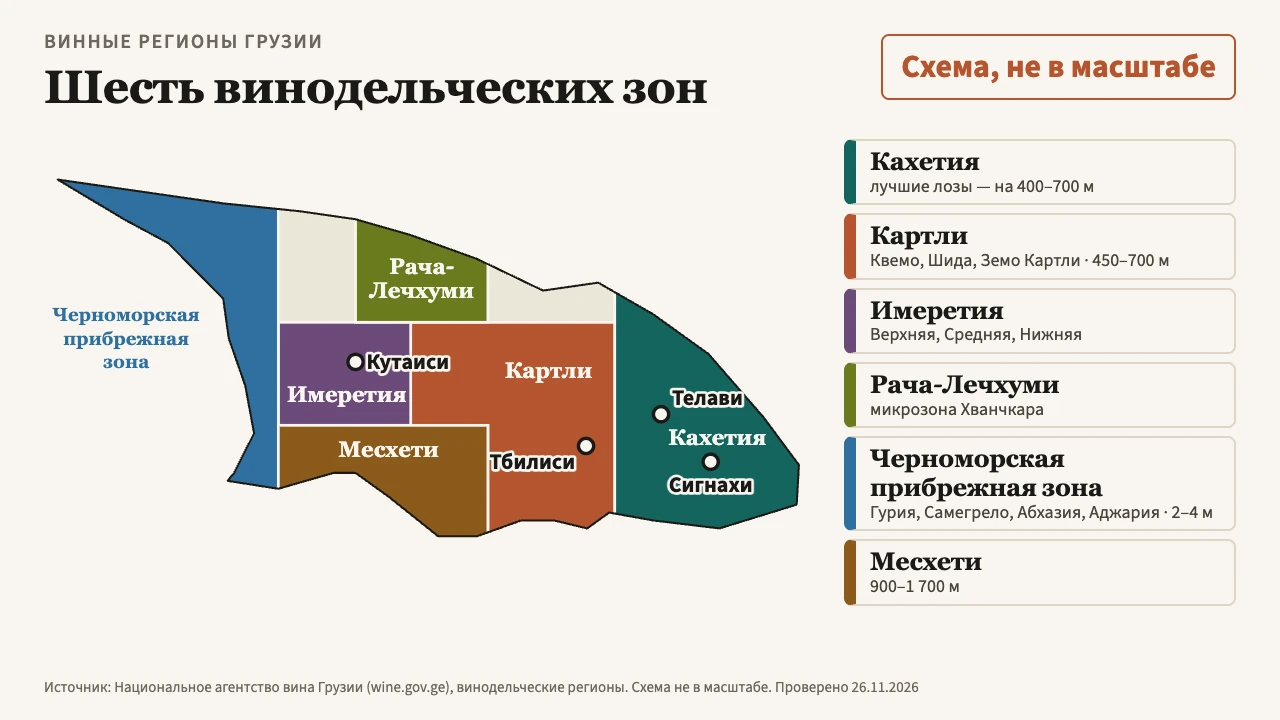 ВИННЫЕ РЕГИОНЫ ГРУЗИИ
Шесть винодельческих зон
Схема, не в масштабе
Рача-
Лечхуми
Черноморская
прибрежная
зона
Кутаиси
Имеретия
Картли
Месхети
Тбилиси
Телави
Кахетия
Сигнахи
Кахетия
лучшие лозы — на 400–700 м
Картли
Квемо, Шида, Земо Картли · 450–700 м
Имеретия
Верхняя, Средняя, Нижняя
Рача-Лечхуми
микрозона Хванчкара
Черноморская
прибрежная зона
Гурия, Самегрело, Абхазия, Аджария · 2–4 м
Месхети
900–1 700 м
Источник: Национальное агентство вина Грузии (wine.gov.ge), винодельческие регионы. Схема не в масштабе. Проверено 26.11.2026